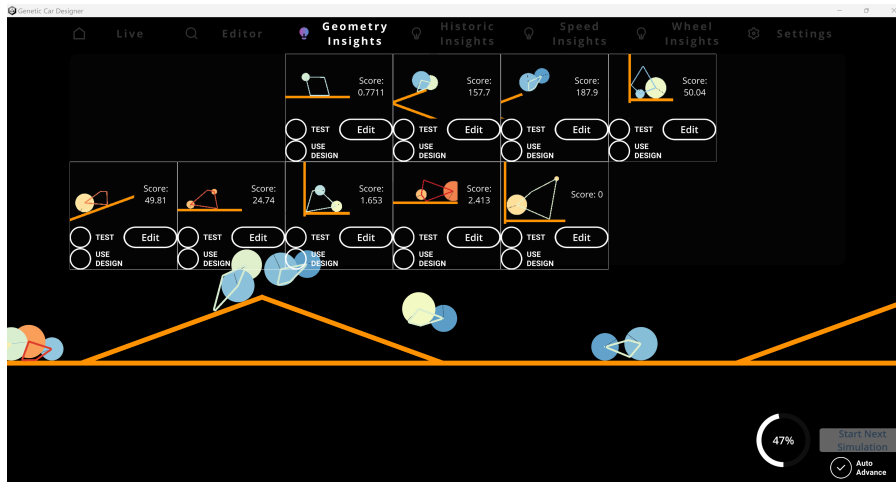 Genetic Car Designer
Live
Editor
Geometry
Insights
Historic
Insights
Speed
Insights
Wheel
Insights
Settings
Score:
0.7711
TEST
Edit
USE
DESIGN
Score:
157.7
TEST
Edit
USE
DESIGN
Score:
187.9
TEST
Edit
USE
DESIGN
Score:
50.04
TEST
Edit
USE
DESIGN
Score:
49.81
TEST
Edit
USE
DESIGN
Score:
24.74
TEST
Edit
USE
DESIGN
Score:
1.653
TEST
Edit
USE
DESIGN
Score:
2.413
TEST
Edit
USE
DESIGN
Score: 0
TEST
Edit
USE
DESIGN
47%
Start Next
Simulation
Auto
Advance